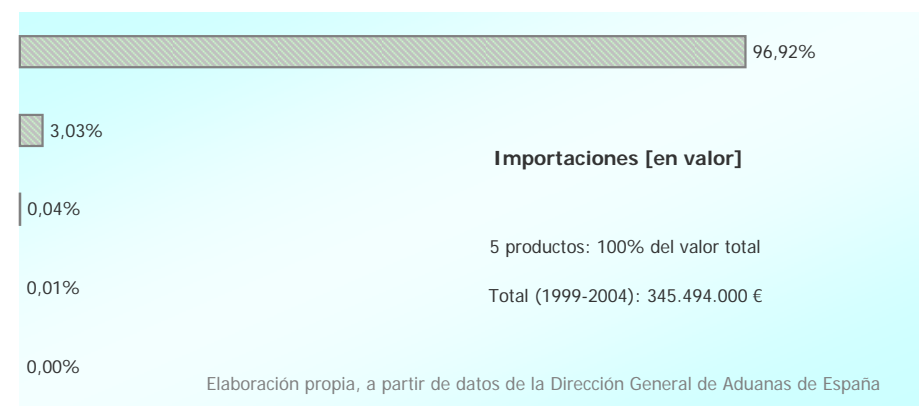 96,92%
3,03%
Importaciones [en valor]
0,04%
5 productos: 100% del valor total
0,01%
Total (1999-2004): 345.494.000 €
0,00%
Elaboración propia, a partir de datos de la Dirección General de Aduanas de España